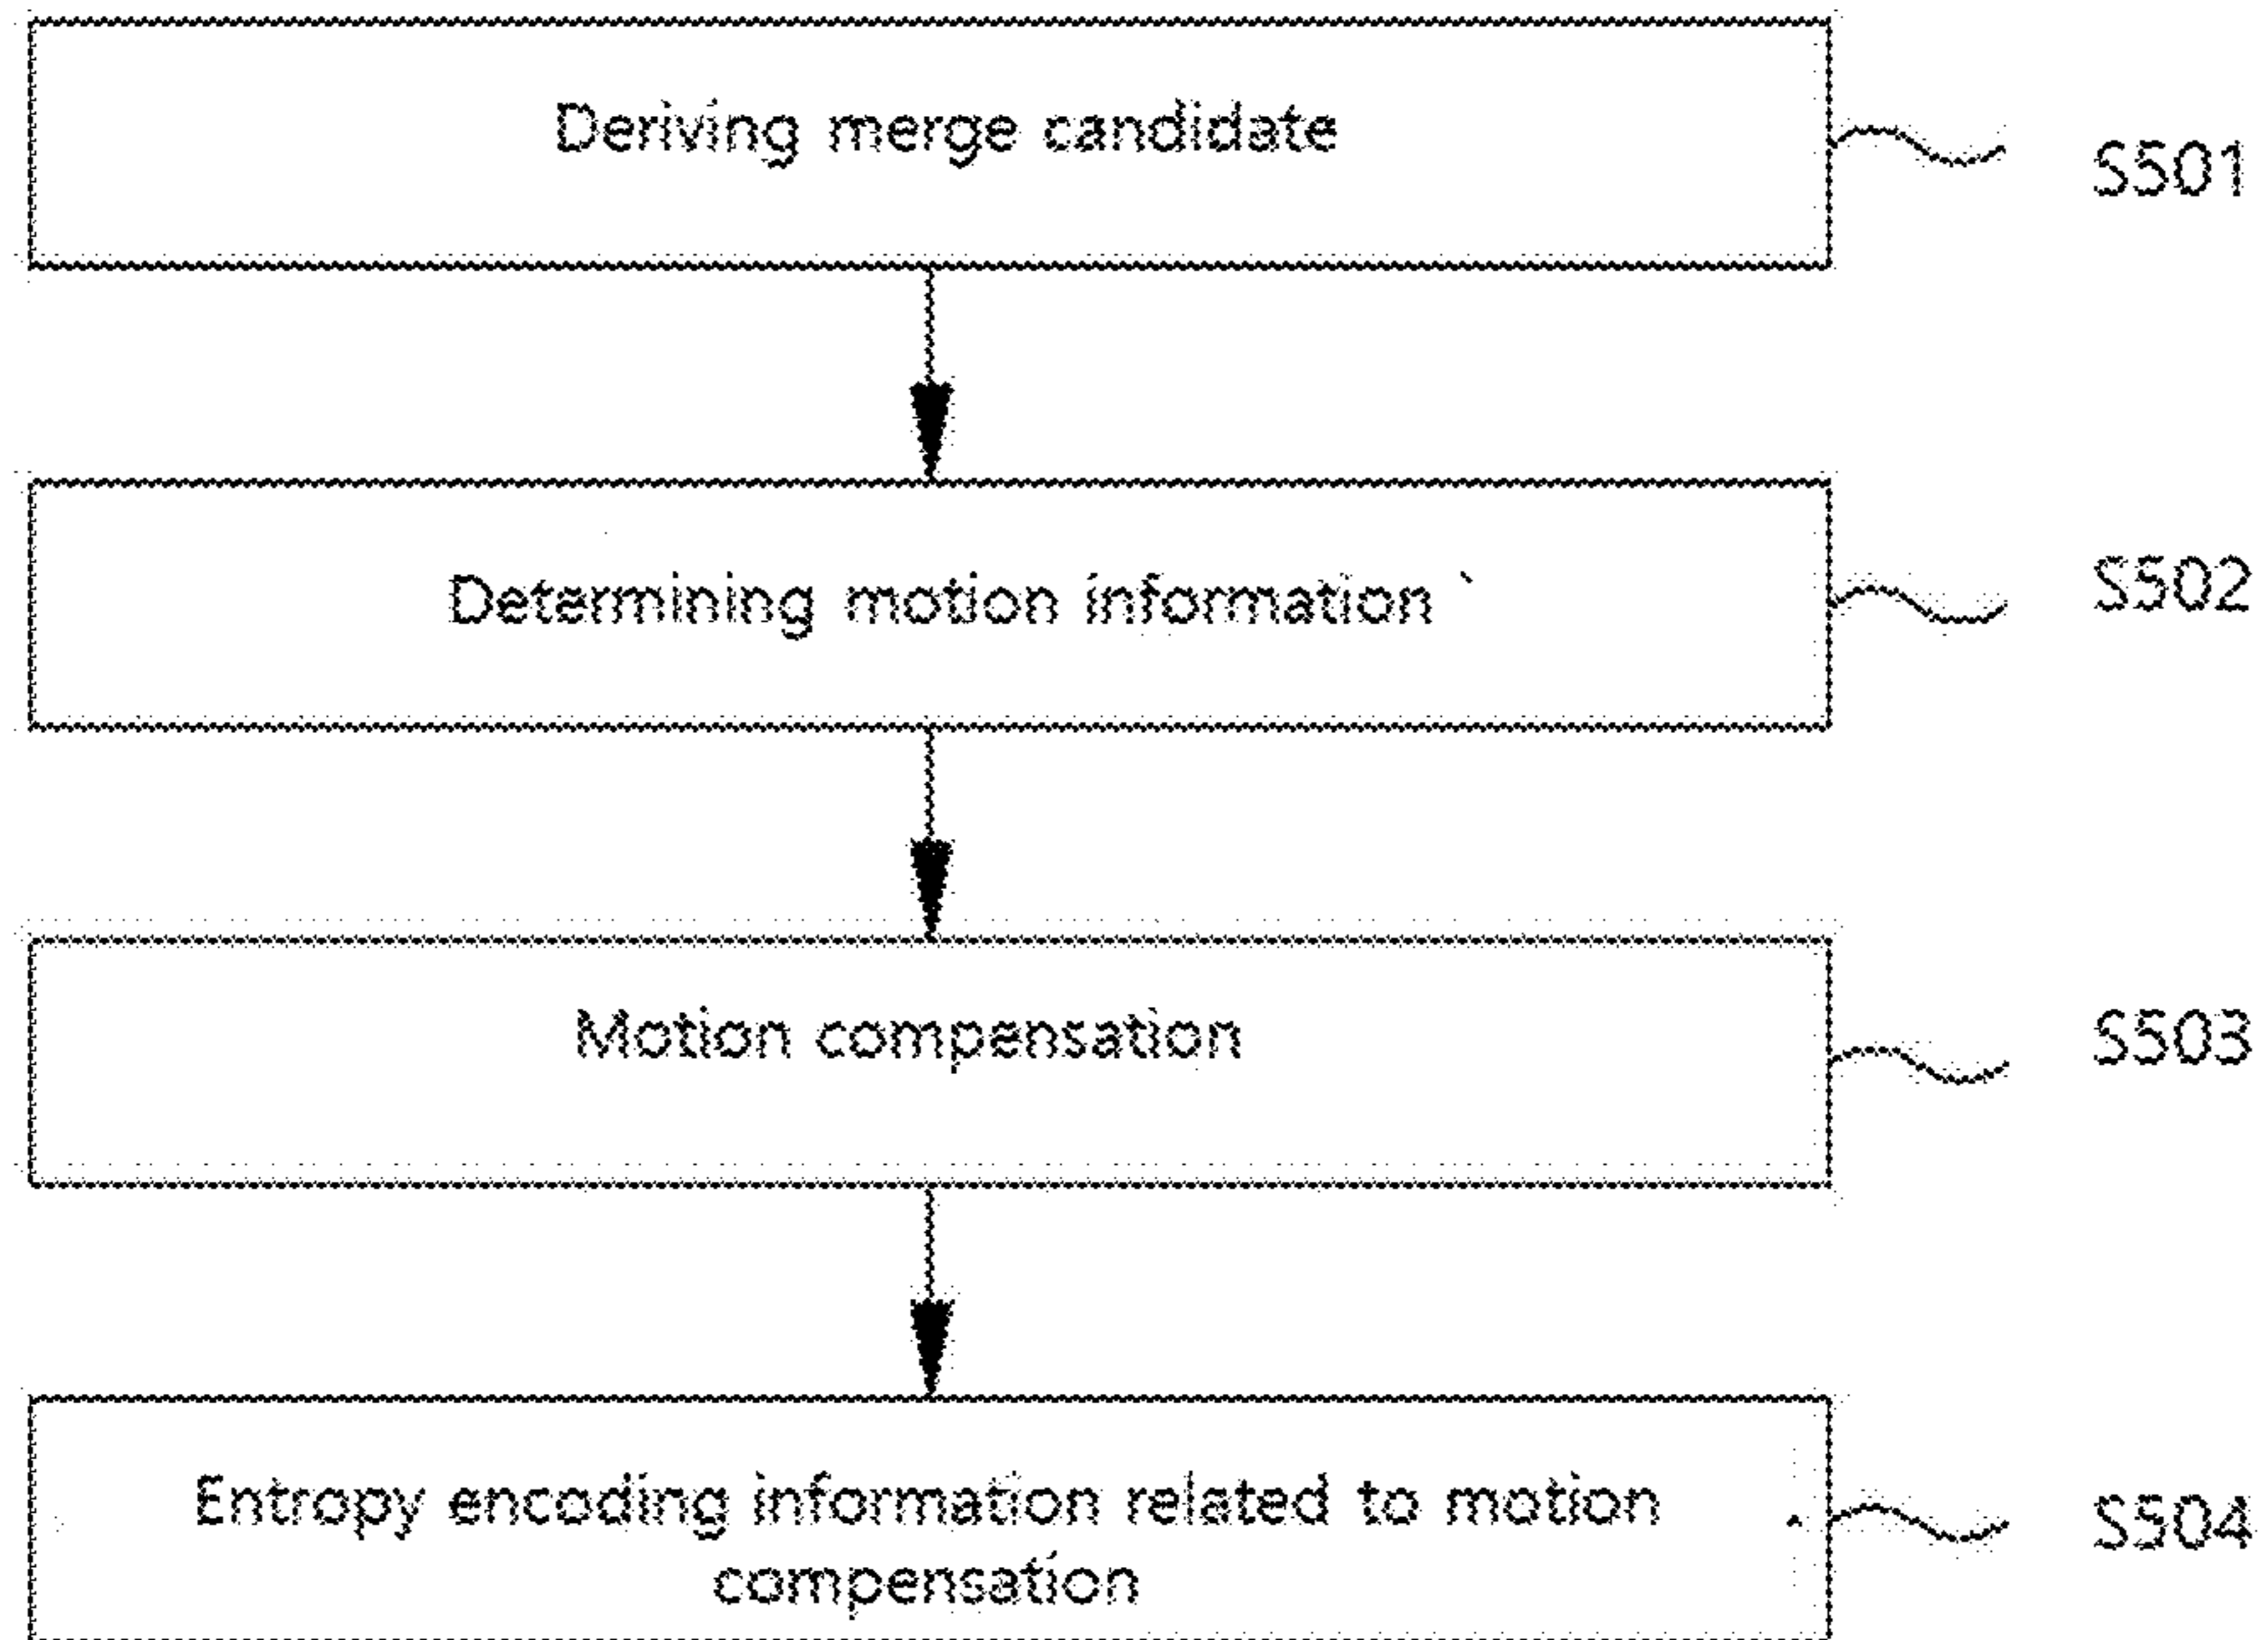 Deriving merge candidate
S501
Determining motion information
S502
Motion compensation
S503
Entropy encoding information related to motion
compensation
S504